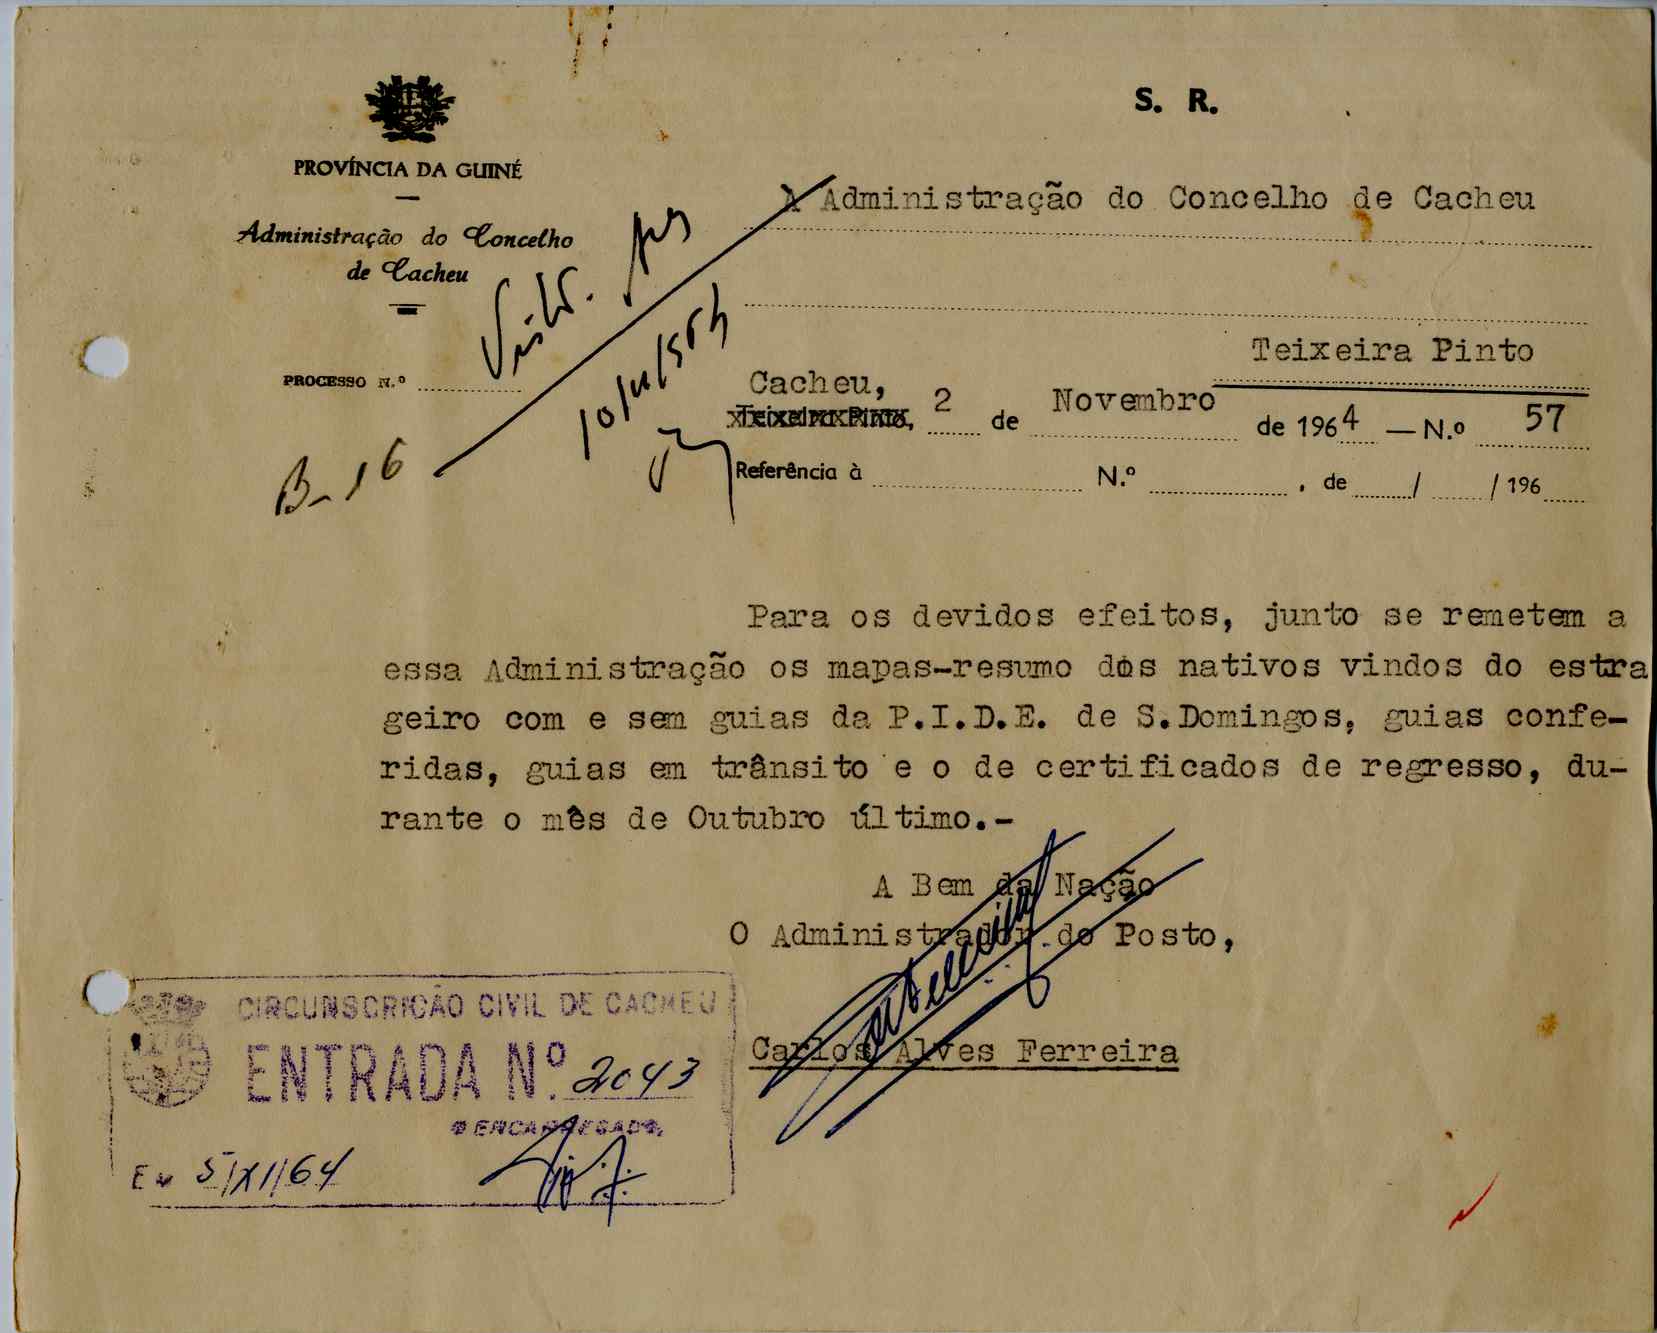 S. R.
PROVÍNCIA DA GUINÉ
Administração do Concelho
de Cacheu
À Administração do Concelho de Cacheu
Teixeira Pinto
PROCESSO N.º
B-16
Cacheu,
Teixeira Pinto, 2 de Novembro de 1964 — N.º 57
Referência à N.º , de / / 196
Para os devidos efeitos, junto se remetem a
essa Administração os mapas-resumo dos nativos vindos do estra
geiro com e sem guias da P.I.D.E. de S.Domingos, guias confe-
ridas, guias em trânsito e o de certificados de regresso, du-
rante o mês de Outubro último.-
A Bem da Nação
O Administrador do Posto,
Carlos Alves Ferreira
CIRCUNSCRIÇÃO CIVIL DE CACHEU
ENTRADA N.º 2043
O ENCARREGADO,
Em 5/XI/64